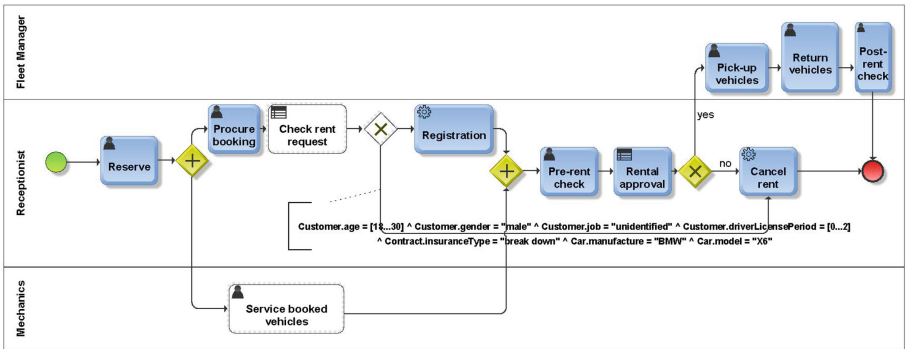 Fleet Manager
Pick-up
vehicles
Return
vehicles
Post-
rent
check
yes
Receptionist
Reserve
Procure
booking
Check rent
request
Registration
Pre-rent
check
Rental
approval
no
Cancel
rent
Customer.age = [18...30] ^ Customer.gender = "male" ^ Customer.job = "unidentified" ^ Customer.driverLicensePeriod = [0...2]
^ Contract.insuranceType = "break down" ^ Car.manufacture = "BMW" ^ Car.model = "X6"
Mechanics
Service booked
vehicles